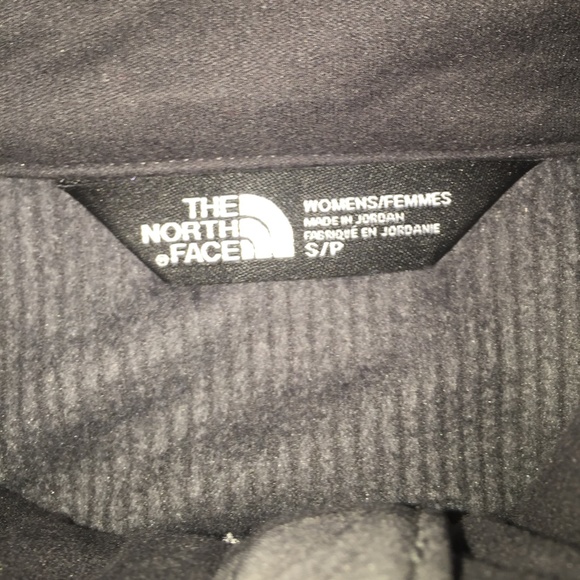 THE
NORTH
FACE
WOMENS/FEMMES
MADE IN JORDAN
FABRIQUÉ EN JORDANIE
S/P